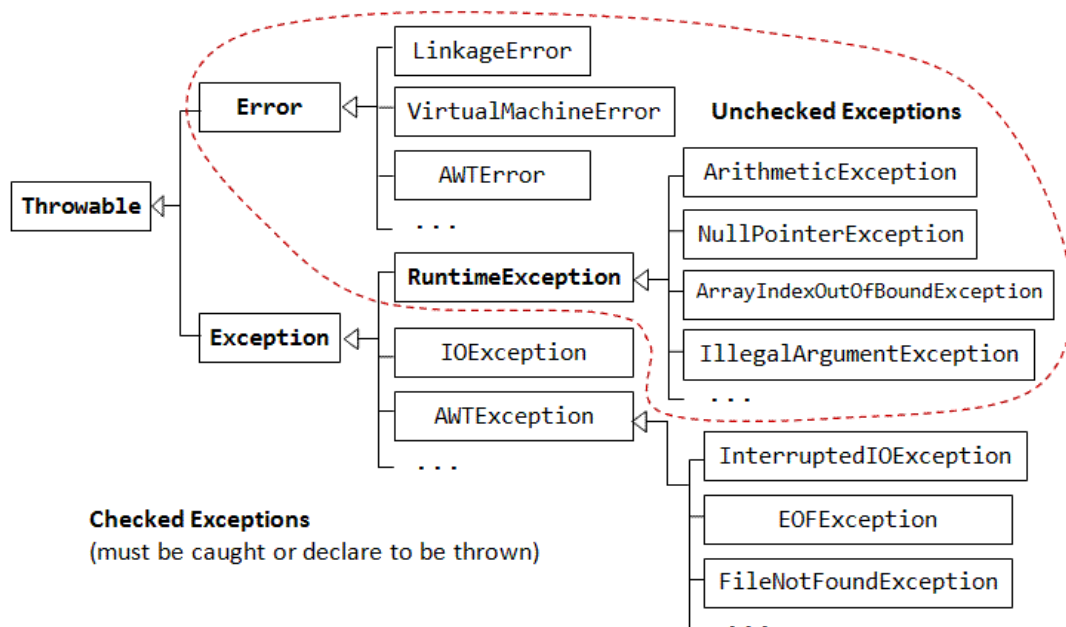 LinkageError
Error
VirtualMachineError
Unchecked Exceptions
AWTError
ArithmeticException
Throwable
...
NullPointerException
RuntimeException
ArrayIndexOutOfBoundException
Exception
IOException
IllegalArgumentException
AWTException
...
...
InterruptedIOException
Checked Exceptions
EOFException
(must be caught or declare to be thrown)
FileNotFoundException
...